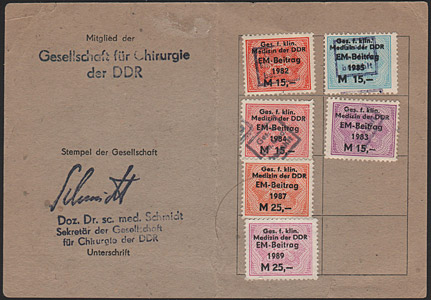 Mitglied der
Gesellschaft für Chirurgie
der DDR
Stempel der Gesellschaft
Schmidt
Doz. Dr. sc. med. Schmidt
Sekretär der Gesellschaft
für Chirurgie der DDR
Unterschrift
Ges. f. klin.
Medizin der DDR
EM-Beitrag
1982
M 15,–
Ges. f. klin.
Medizin der DDR
EM-Beitrag
M 15,–
Ges. f. klin.
Medizin der DDR
EM-Beitrag
1984
M 15,–
Ges. f. klin.
Medizin der DDR
EM-Beitrag
1983
M 15,–
Ges. f. klin.
Medizin der DDR
EM-Beitrag
1987
M 25,–
Ges. f. klin.
Medizin der DDR
EM-Beitrag
1989
M 25,–